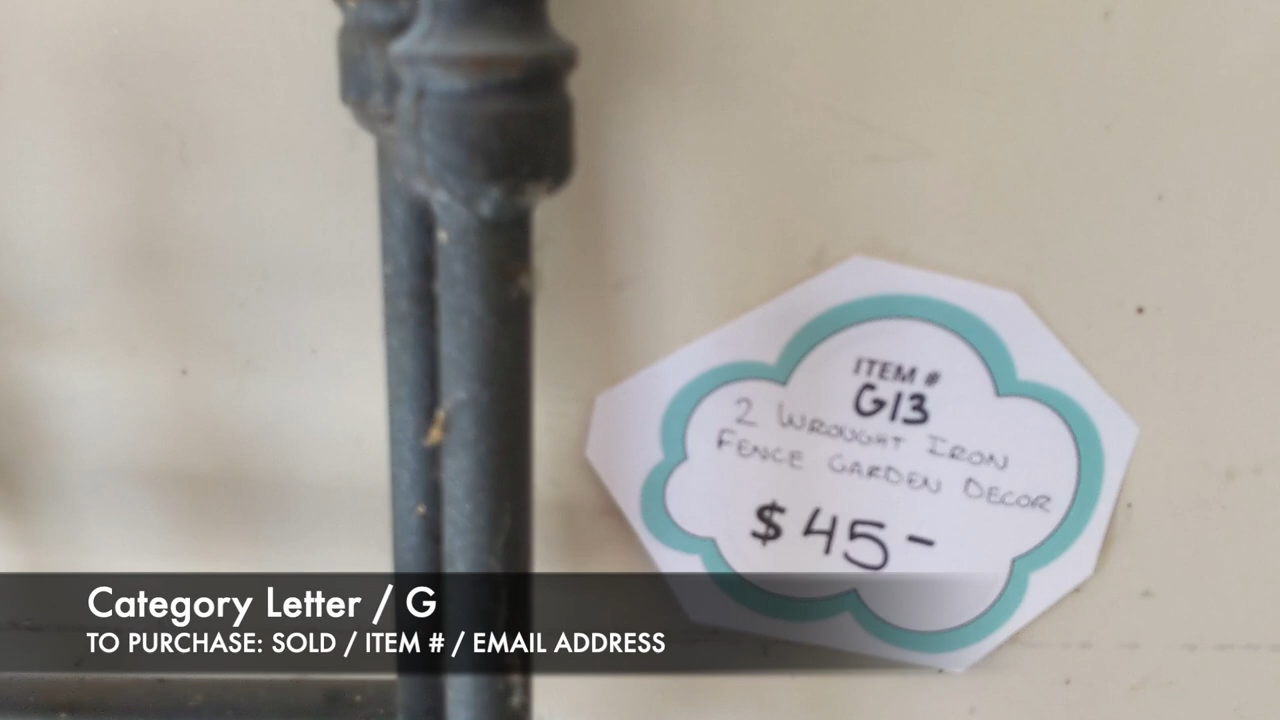 ITEM #
G13
2 WROUGHT IRON
FENCE GARDEN DECOR
$45-
Category Letter / G
TO PURCHASE: SOLD / ITEM # / EMAIL ADDRESS